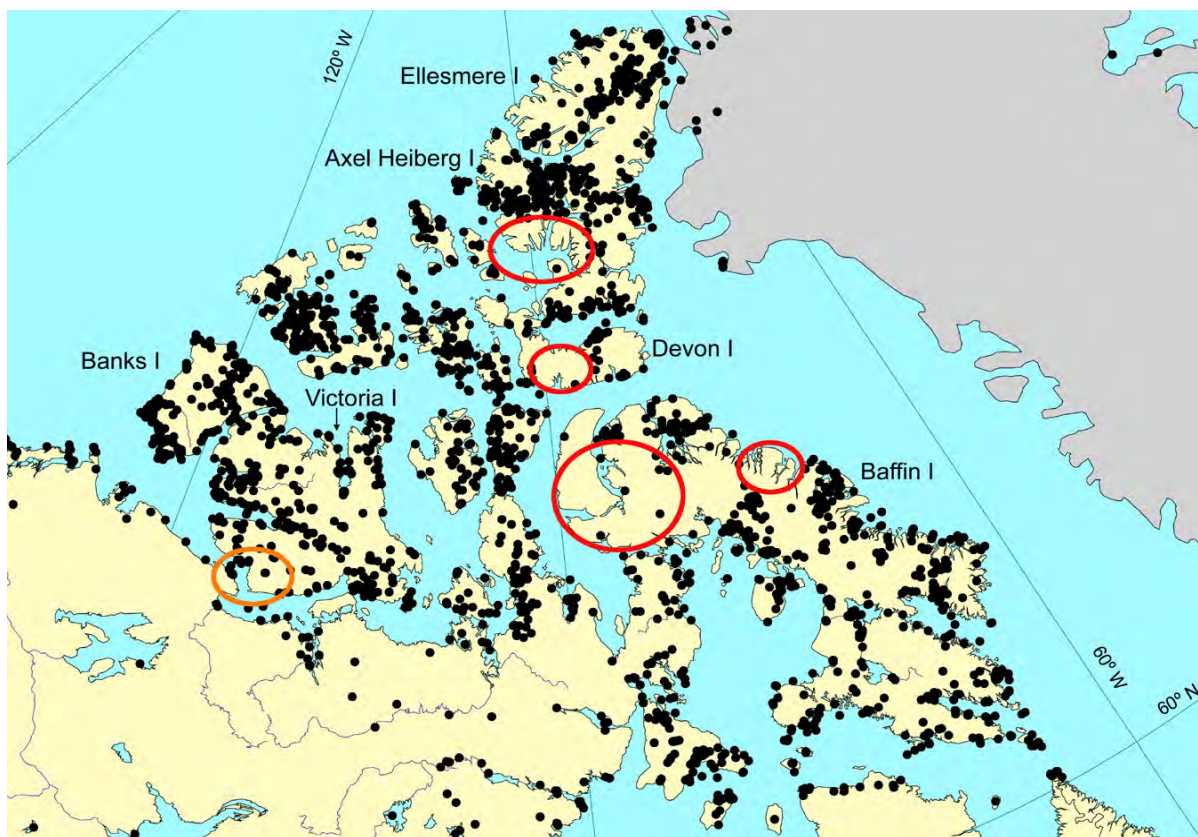 120° W
Ellesmere I
Axel Heiberg I
Banks I
Victoria I
Devon I
Baffin I
60° W
60° N